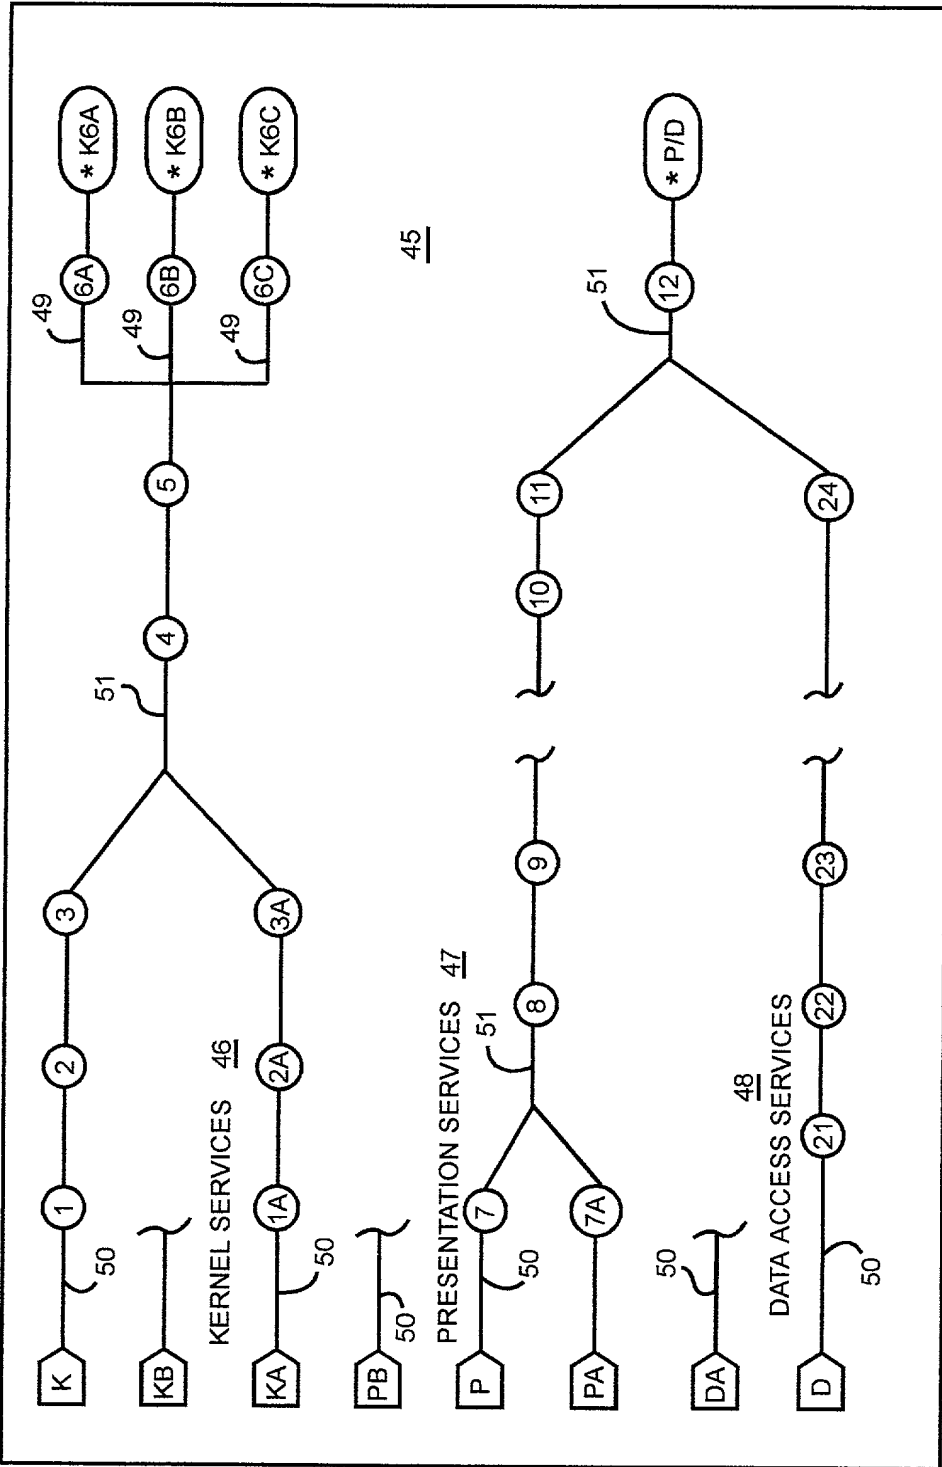 K
50
1
2
3
51
4
5
49
6A
* K6A
49
6B
* K6B
49
6C
* K6C
KB
KERNEL SERVICES 46
KA
50
1A
2A
3A
45
PB
50
PRESENTATION SERVICES 47
P
50
7
51
8
9
10
11
51
12
* P/D
PA
7A
DA
50
DATA ACCESS SERVICES
48
D
50
21
22
23
24